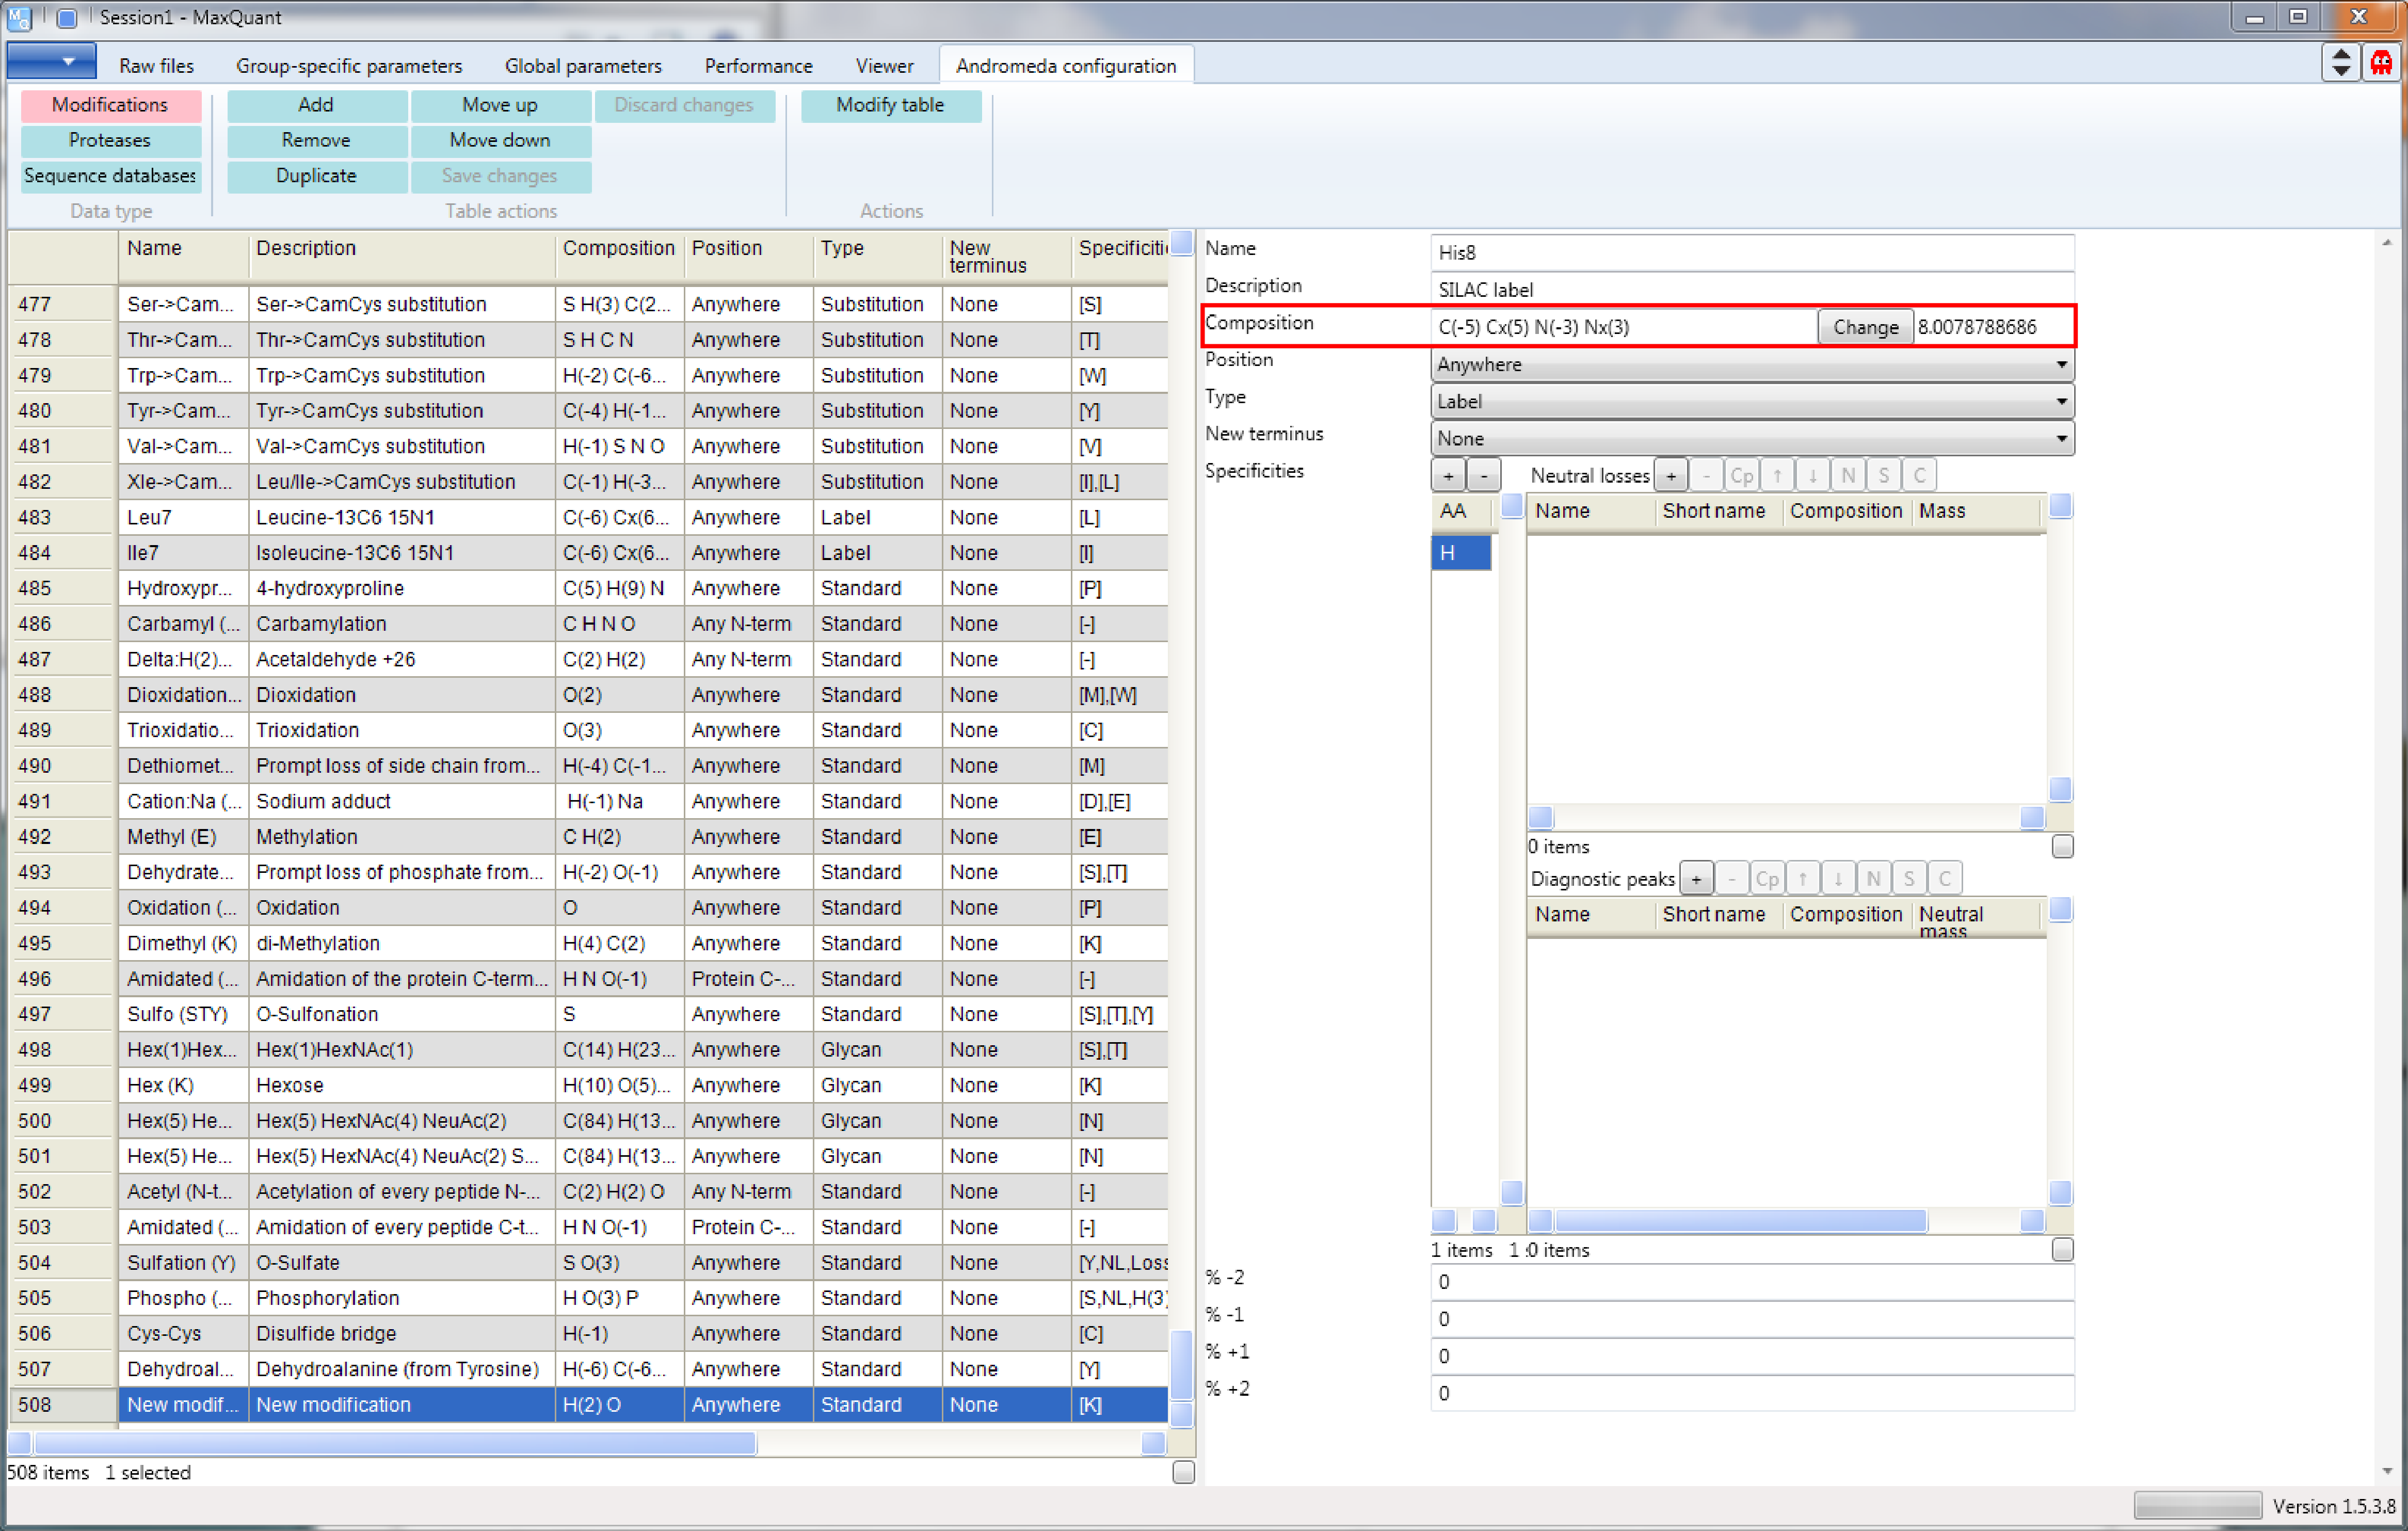 Session1 - MaxQuant
Raw files Group-specific parameters Global parameters Performance Viewer Andromeda configuration
Modifications Add Move up Discard changes Modify table
Proteases Remove Move down
Sequence databases Duplicate Save changes
Data type Table actions Actions
Name Description Composition Position Type New terminus Specificitie
477 Ser->Cam... Ser->CamCys substitution S H(3) C(2... Anywhere Substitution None [S]
478 Thr->Cam... Thr->CamCys substitution S H C N Anywhere Substitution None [T]
479 Trp->Cam... Trp->CamCys substitution H(-2) C(-6... Anywhere Substitution None [W]
480 Tyr->Cam... Tyr->CamCys substitution C(-4) H(-1... Anywhere Substitution None [Y]
481 Val->Cam... Val->CamCys substitution H(-1) S N O Anywhere Substitution None [V]
482 Xle->Cam... Leu/Ile->CamCys substitution C(-1) H(-3... Anywhere Substitution None [I],[L]
483 Leu7 Leucine-13C6 15N1 C(-6) Cx(6... Anywhere Label None [L]
484 Ile7 Isoleucine-13C6 15N1 C(-6) Cx(6... Anywhere Label None [I]
485 Hydroxypr... 4-hydroxyproline C(5) H(9) N Anywhere Standard None [P]
486 Carbamyl (... Carbamylation C H N O Any N-term Standard None [-]
487 Delta:H(2)... Acetaldehyde +26 C(2) H(2) Any N-term Standard None [-]
488 Dioxidation... Dioxidation O(2) Anywhere Standard None [M],[W]
489 Trioxidatio... Trioxidation O(3) Anywhere Standard None [C]
490 Dethiomet... Prompt loss of side chain from... H(-4) C(-1... Anywhere Standard None [M]
491 Cation:Na (... Sodium adduct H(-1) Na Anywhere Standard None [D],[E]
492 Methyl (E) Methylation C H(2) Anywhere Standard None [E]
493 Dehydrate... Prompt loss of phosphate from... H(-2) O(-1) Anywhere Standard None [S],[T]
494 Oxidation (... Oxidation O Anywhere Standard None [P]
495 Dimethyl (K) di-Methylation H(4) C(2) Anywhere Standard None [K]
496 Amidated (... Amidation of the protein C-term... H N O(-1) Protein C-... Standard None [-]
497 Sulfo (STY) O-Sulfonation S Anywhere Standard None [S],[T],[Y]
498 Hex(1)Hex... Hex(1)HexNAc(1) C(14) H(23... Anywhere Glycan None [S],[T]
499 Hex (K) Hexose H(10) O(5)... Anywhere Glycan None [K]
500 Hex(5) He... Hex(5) HexNAc(4) NeuAc(2) C(84) H(13... Anywhere Glycan None [N]
501 Hex(5) He... Hex(5) HexNAc(4) NeuAc(2) S... C(84) H(13... Anywhere Glycan None [N]
502 Acetyl (N-t... Acetylation of every peptide N-... C(2) H(2) O Any N-term Standard None [-]
503 Amidated (... Amidation of every peptide C-t... H N O(-1) Protein C-... Standard None [-]
504 Sulfation (Y) O-Sulfate S O(3) Anywhere Standard None [Y,NL,Loss
505 Phospho (... Phosphorylation H O(3) P Anywhere Standard None [S,NL,H(3)
506 Cys-Cys Disulfide bridge H(-1) Anywhere Standard None [C]
507 Dehydroal... Dehydroalanine (from Tyrosine) H(-6) C(-6... Anywhere Standard None [Y]
508 New modif... New modification H(2) O Anywhere Standard None [K]
508 items 1 selected
Name His8
Description SILAC label
Composition C(-5) Cx(5) N(-3) Nx(3) Change 8.0078788686
Position Anywhere
Type Label
New terminus None
Specificities + - Neutral losses + - Cp ↑ ↓ N S C
AA Name Short name Composition Mass
H
0 items
Diagnostic peaks + - Cp ↑ ↓ N S C
Name Short name Composition Neutral mass
1 items 1 :0 items
% -2 0
% -1 0
% +1 0
% +2 0
Version 1.5.3.8